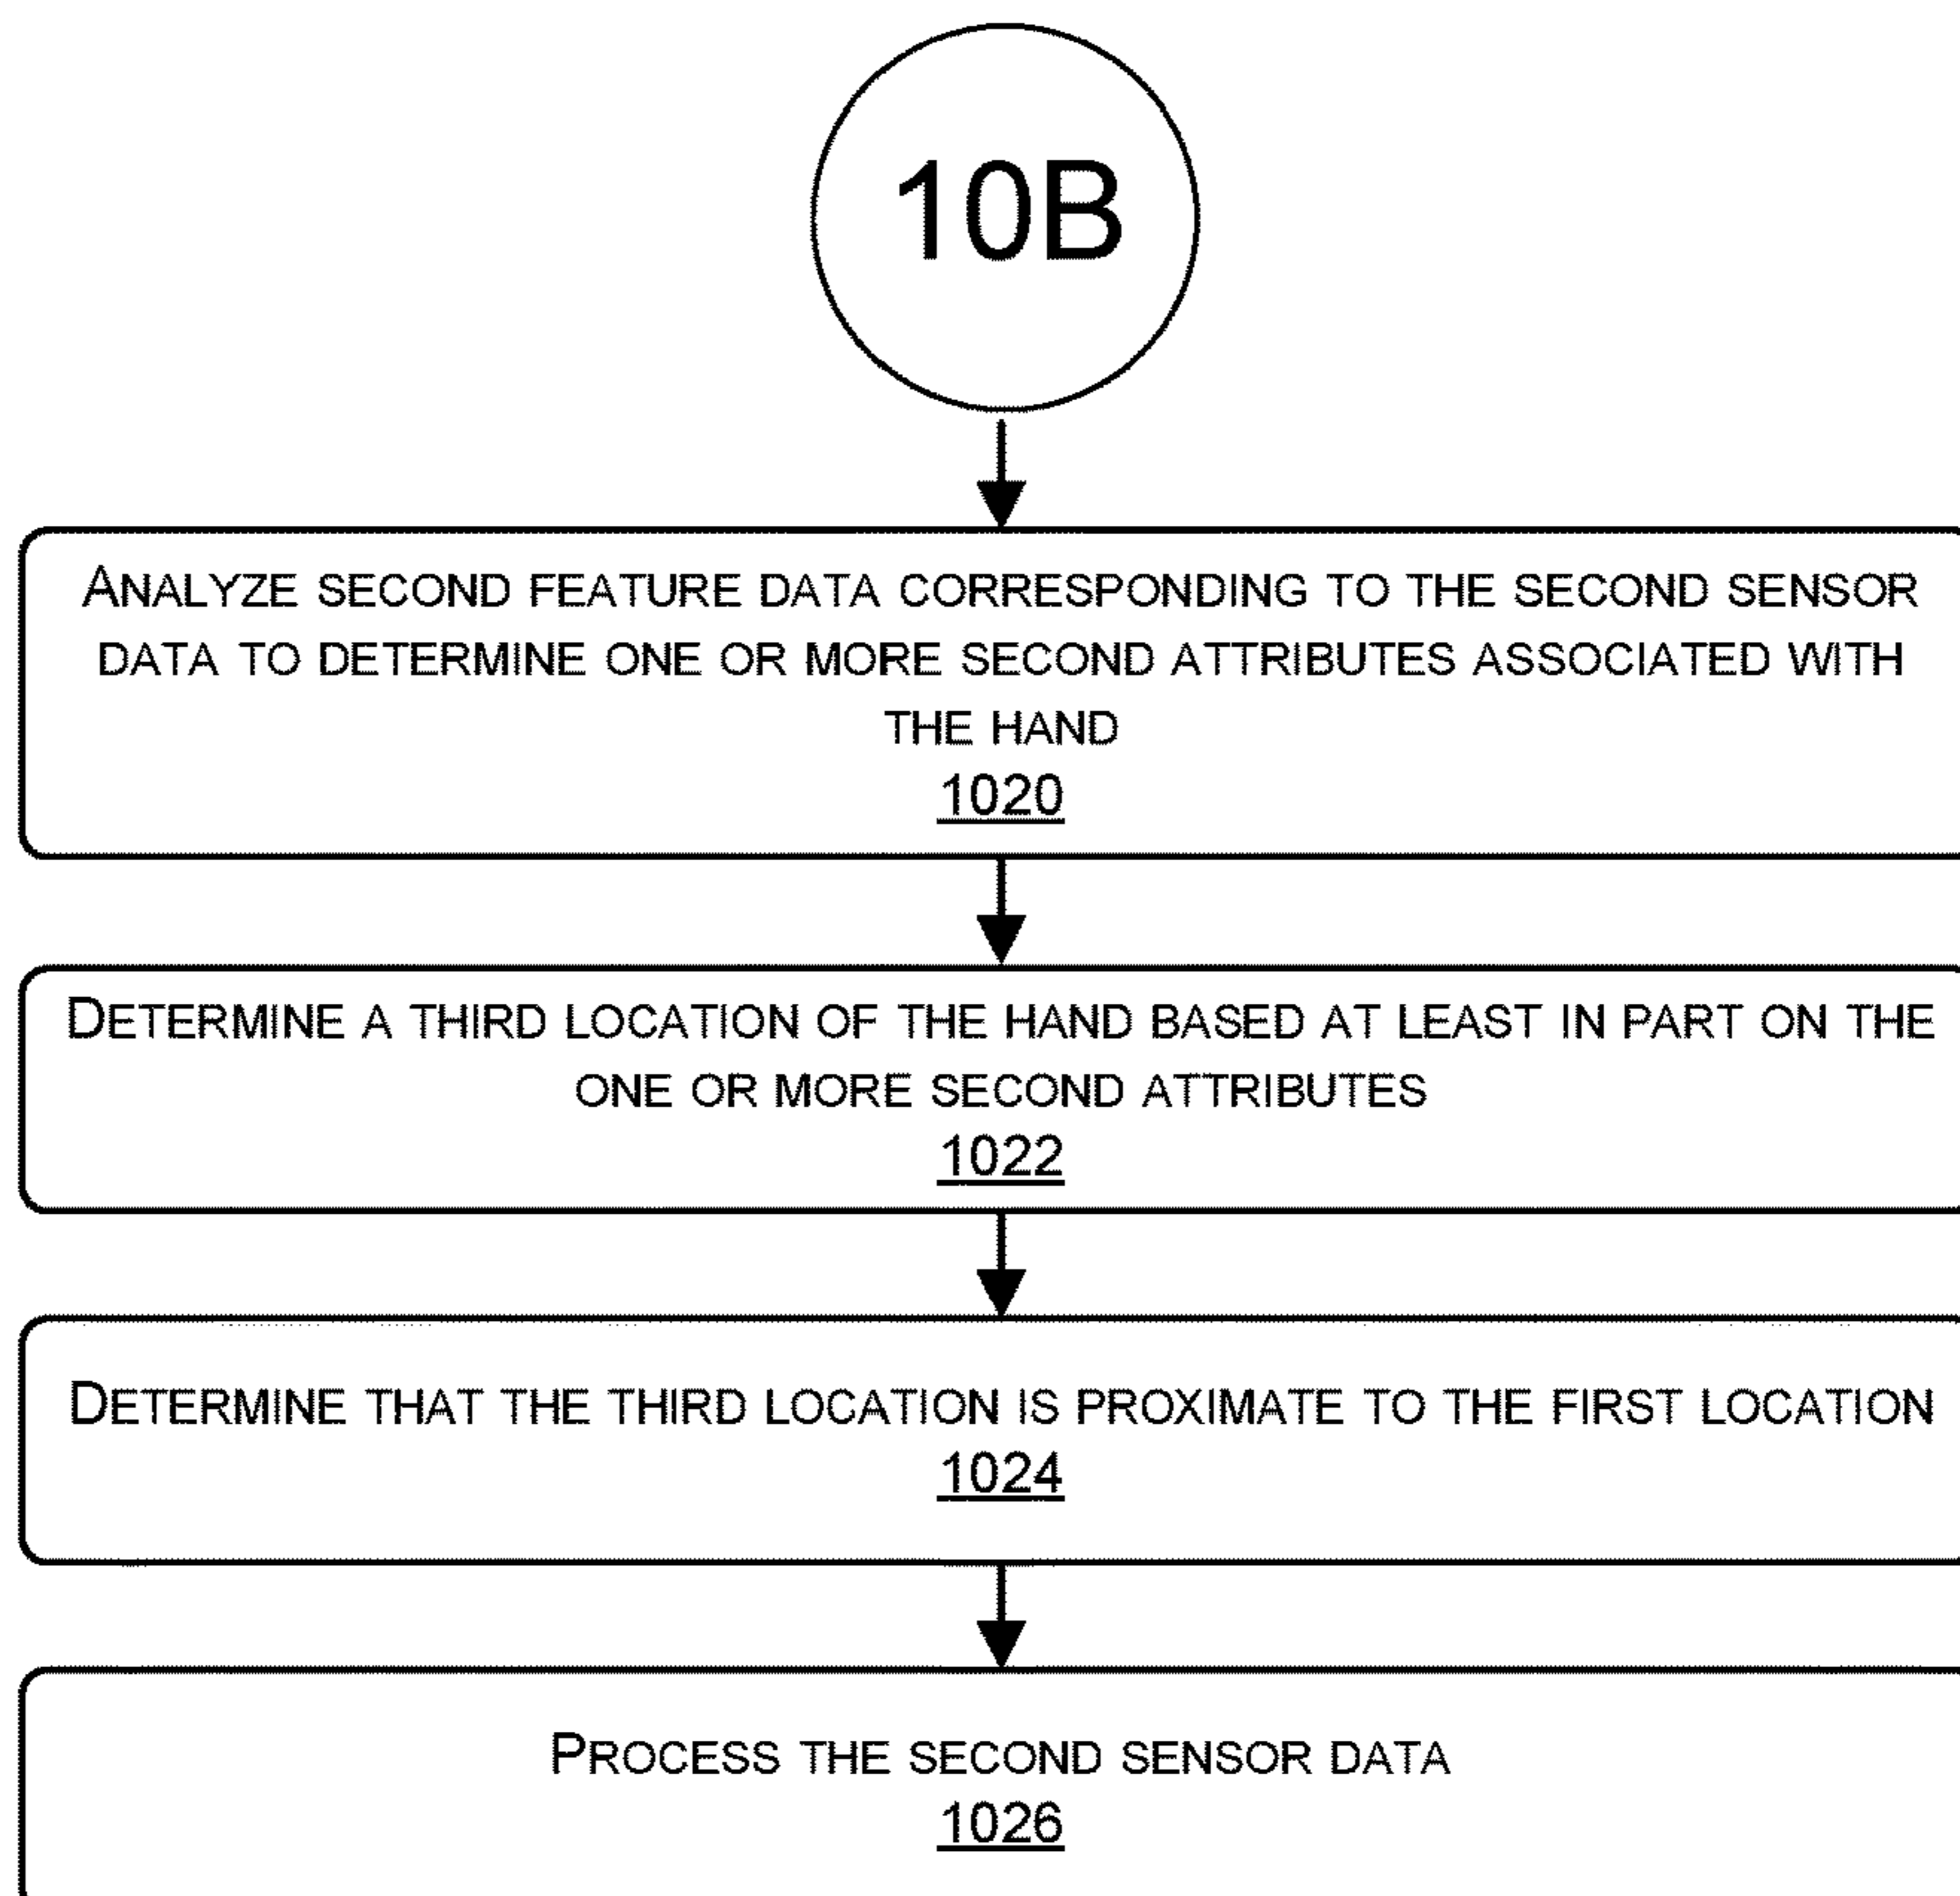 10B
ANALYZE SECOND FEATURE DATA CORRESPONDING TO THE SECOND SENSOR
DATA TO DETERMINE ONE OR MORE SECOND ATTRIBUTES ASSOCIATED WITH
THE HAND
1020
DETERMINE A THIRD LOCATION OF THE HAND BASED AT LEAST IN PART ON THE
ONE OR MORE SECOND ATTRIBUTES
1022
DETERMINE THAT THE THIRD LOCATION IS PROXIMATE TO THE FIRST LOCATION
1024
PROCESS THE SECOND SENSOR DATA
1026